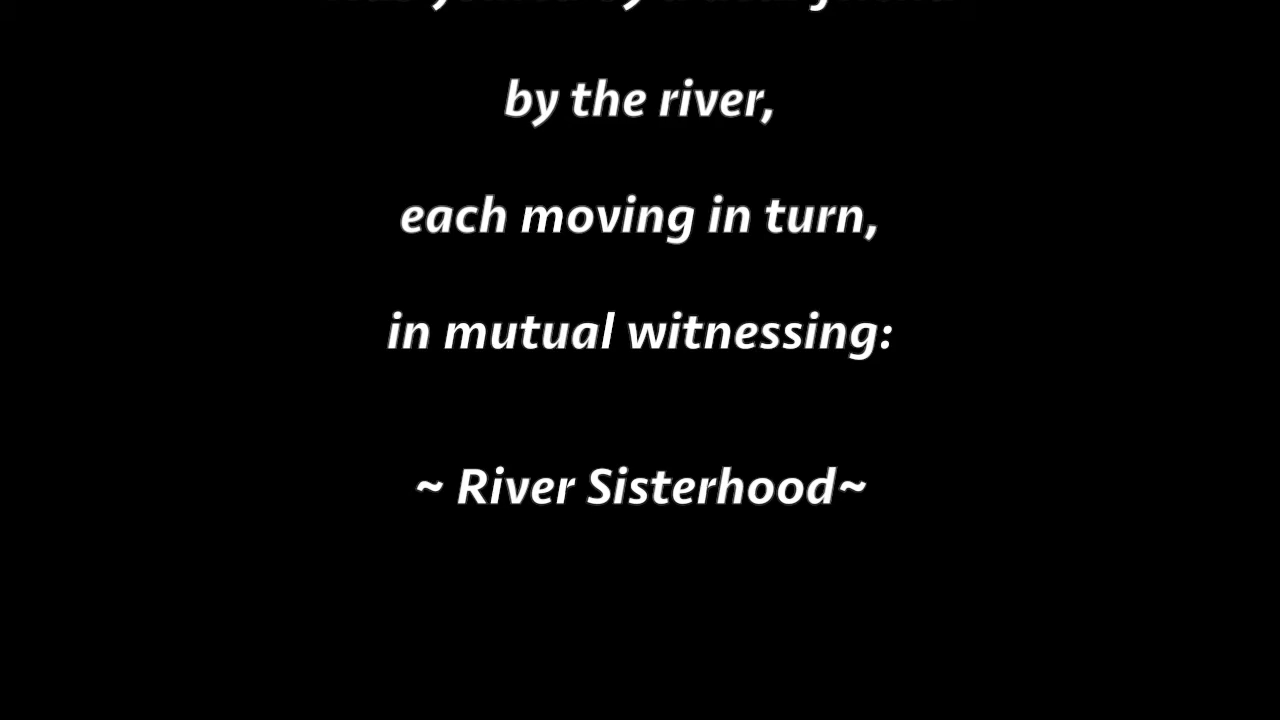 by the river,
each moving in turn,
in mutual witnessing:
~ River Sisterhood~